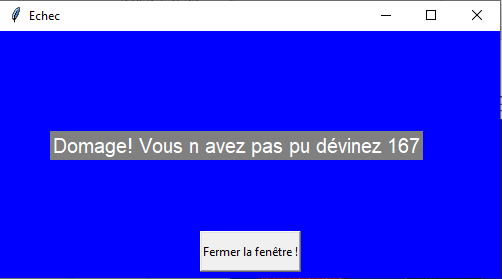 Echec
Domage! Vous n avez pas pu dévinez 167
Fermer la fenêtre !